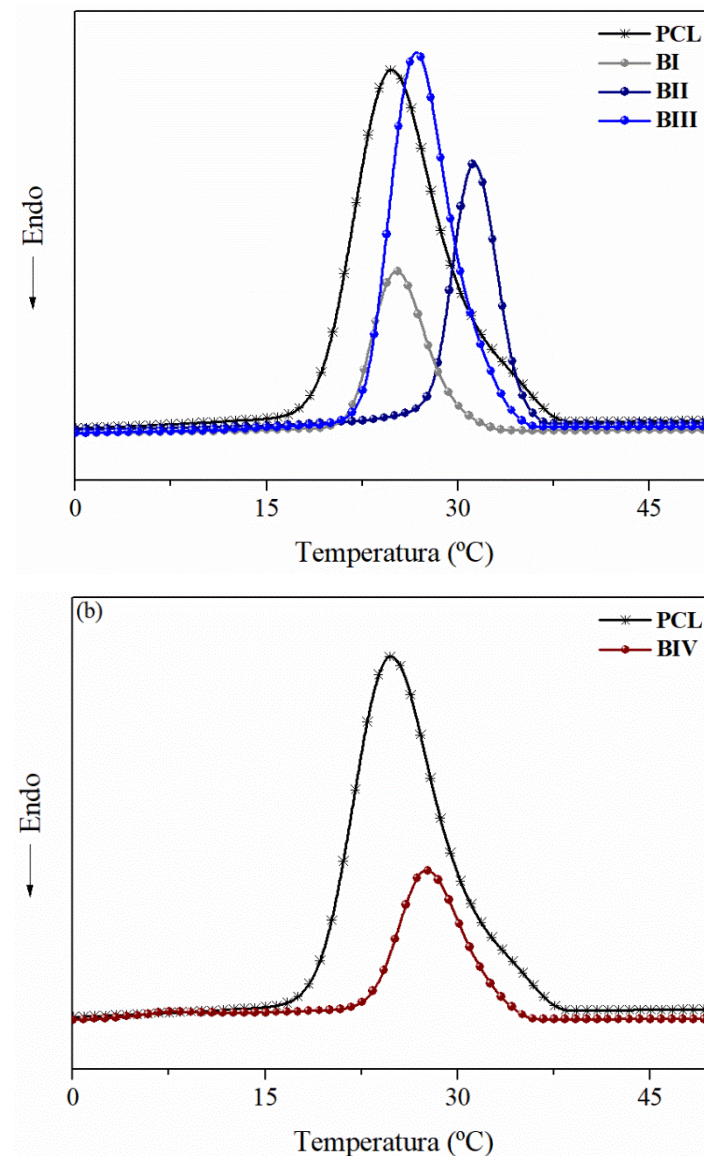 PCL
BI
BII
BIII
Endo
0 15 30 45
Temperatura (ºC)
(b)
PCL
BIV
Endo
0 15 30 45
Temperatura (ºC)